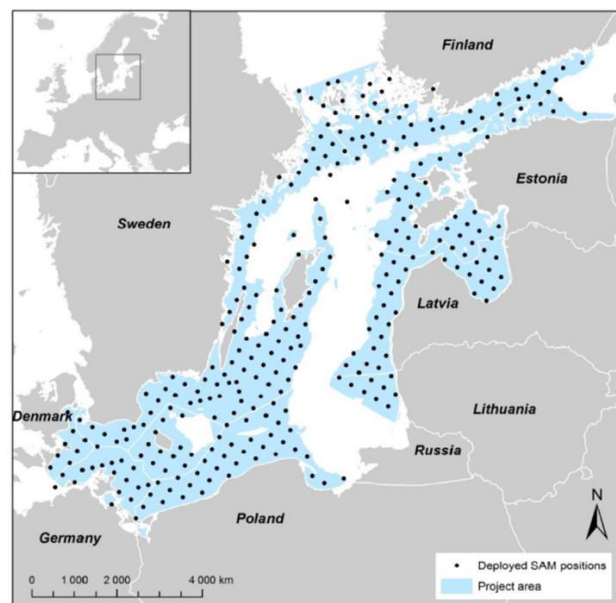 Finland
Sweden
Estonia
Latvia
Denmark
Lithuania
Russia
Poland
Germany
N
0 1 000 2 000 4 000 km
Deployed SAM positions
Project area